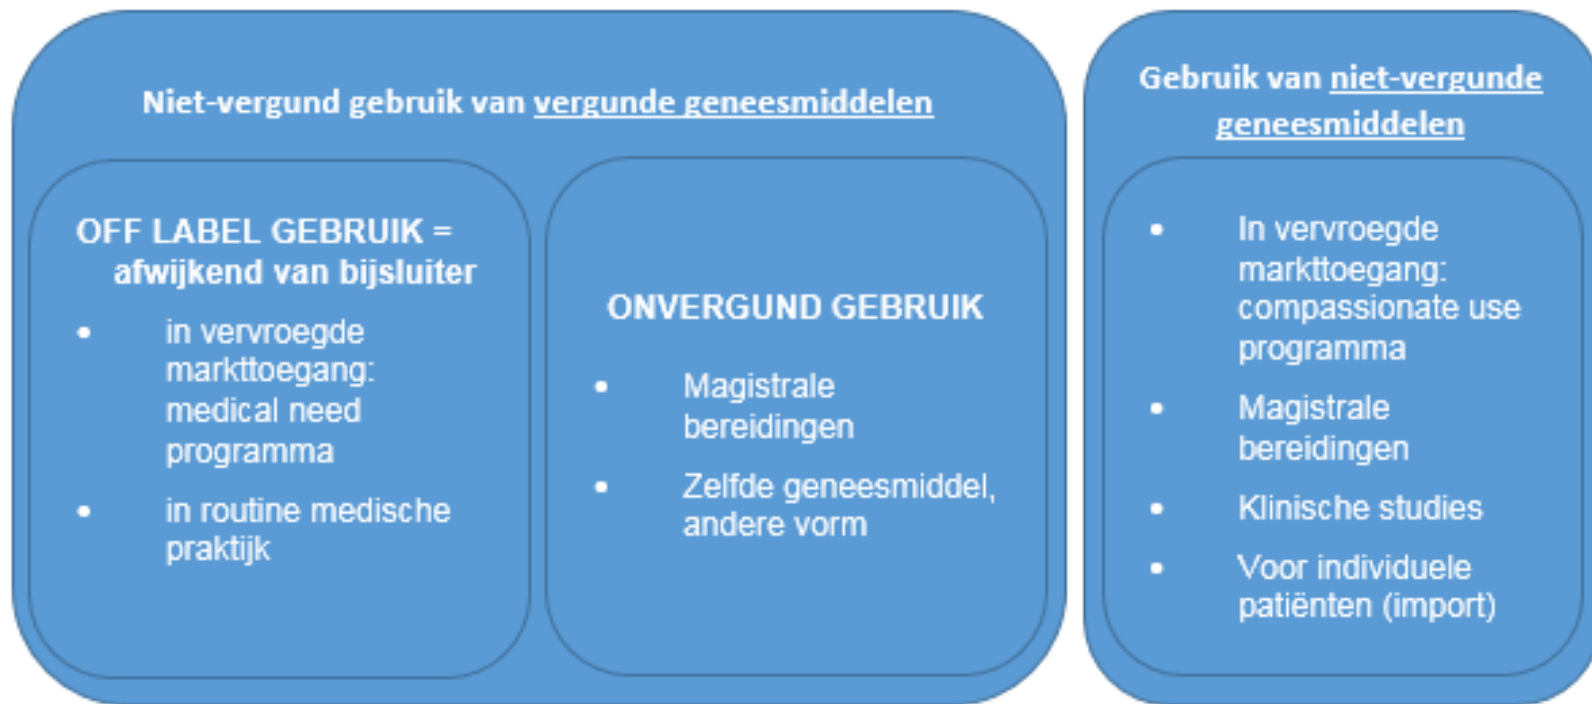 Niet-vergund gebruik van vergunde geneesmiddelen
OFF LABEL GEBRUIK =
afwijkend van bijsluiter
• in vervroegde
markttoegang:
medical need
programma
• in routine medische
praktijk
ONVERGUND GEBRUIK
• Magistrale
bereidingen
• Zelfde geneesmiddel,
andere vorm
Gebruik van niet-vergunde
geneesmiddelen
• In vervroegde
markttoegang:
compassionate use
programma
• Magistrale
bereidingen
• Klinische studies
• Voor individuele
patiënten (import)